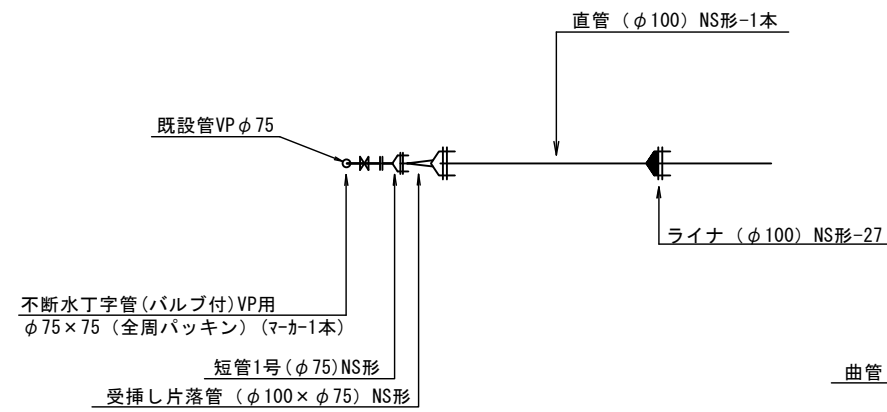 直管（φ100）NS形-1本
既設管VPφ75
ライナ（φ100）NS形-27
不断水丁字管(バルブ付)VP用
φ75×75（全周パッキン）(ﾏｰｶｰ1本)
短管1号(φ75)NS形
受挿し片落管（φ100×φ75）NS形
曲管